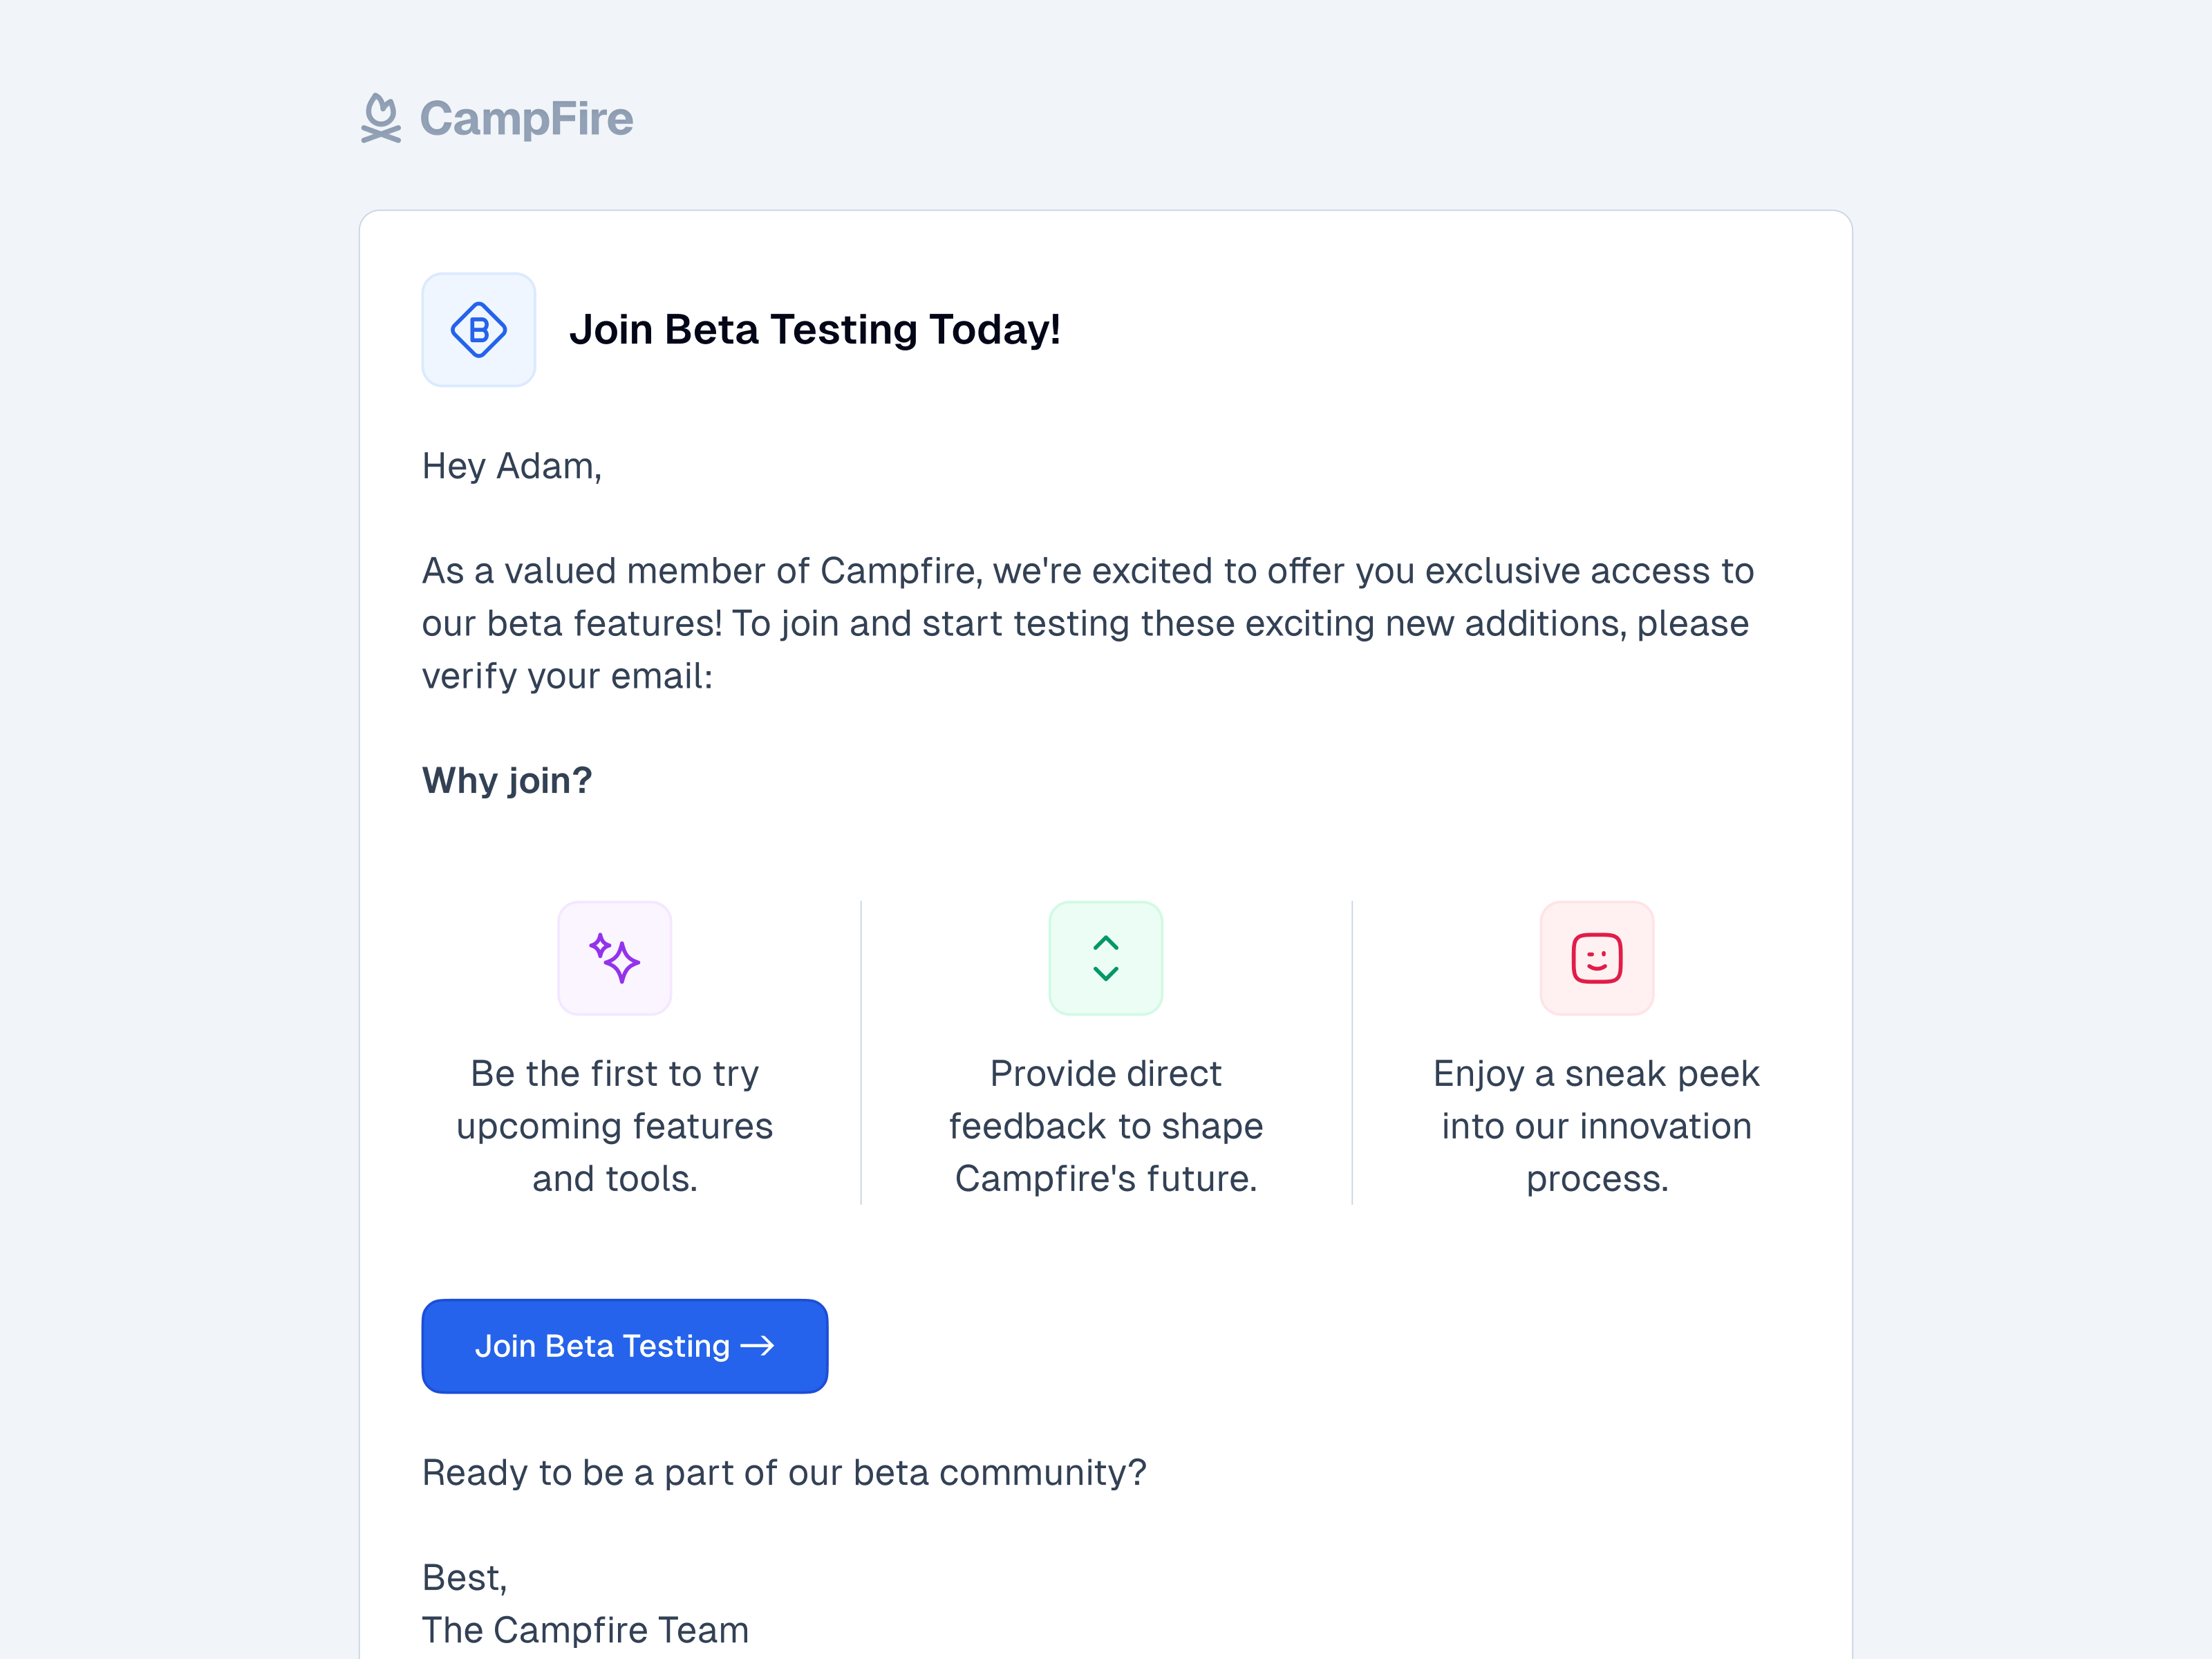 CampFire
B
Join Beta Testing Today!
Hey Adam,
As a valued member of Campfire, we're excited to offer you exclusive access to
our beta features! To join and start testing these exciting new additions, please
verify your email:
Why join?
Be the first to try
upcoming features
and tools.
Provide direct
feedback to shape
Campfire's future.
Enjoy a sneak peek
into our innovation
process.
Join Beta Testing →
Ready to be a part of our beta community?
Best,
The Campfire Team